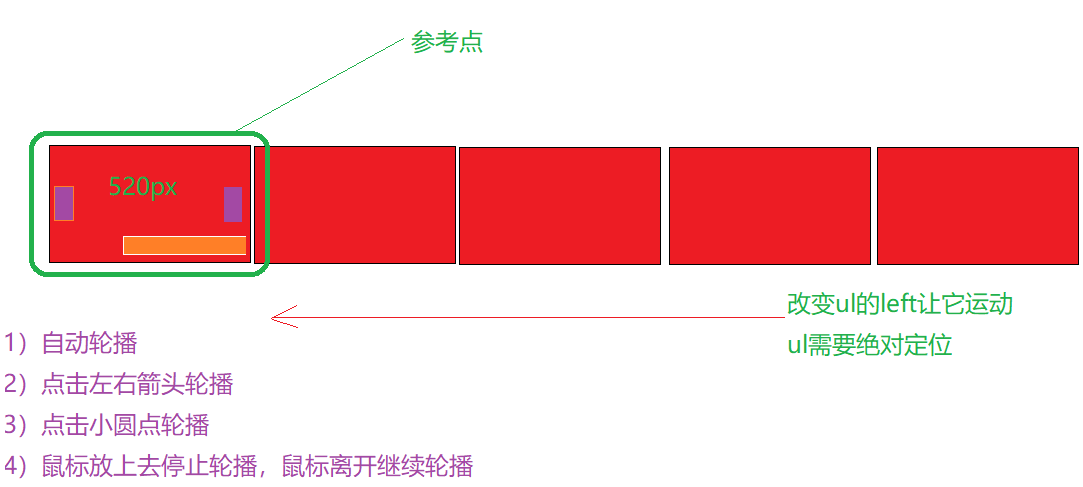 参考点
520px
改变ul的left让它运动
ul需要绝对定位
1）自动轮播
2）点击左右箭头轮播
3）点击小圆点轮播
4）鼠标放上去停止轮播，鼠标离开继续轮播